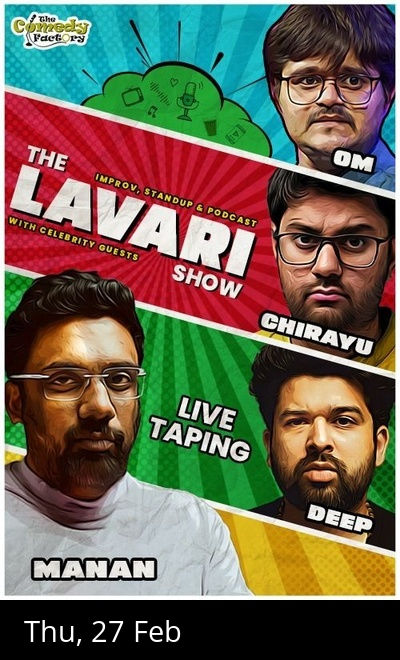 The
Comedy
Factory
OM
THE
IMPROV, STANDUP & PODCAST
LAVARI
WITH CELEBRITY GUESTS
SHOW
CHIRAYU
LIVE
TAPING
DEEP
MANAN
Thu, 27 Feb